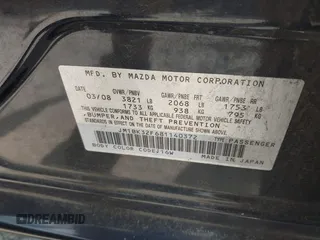 MFD. BY MAZDA MOTOR CORPORATION
DATE GVWR/PNBV GAWR/PNBE FRT GAWR/PNBE RR
03/08 3821 LB 2068 LB 1753 LB
1733 KG 938 KG 795 KG
THIS VEHICLE CONFORMS TO ALL APPLICABLE FEDERAL MOTOR VEHICLE SAFETY
BUMPER, AND THEFT PREVENTION STANDARDS IN EFFECT ON THE
DATE OF MANUFACTURE SHOWN ABOVE.
TYPE PASSENGER
BODY COLOR CODE
MADE IN JAPAN
DREAMBID